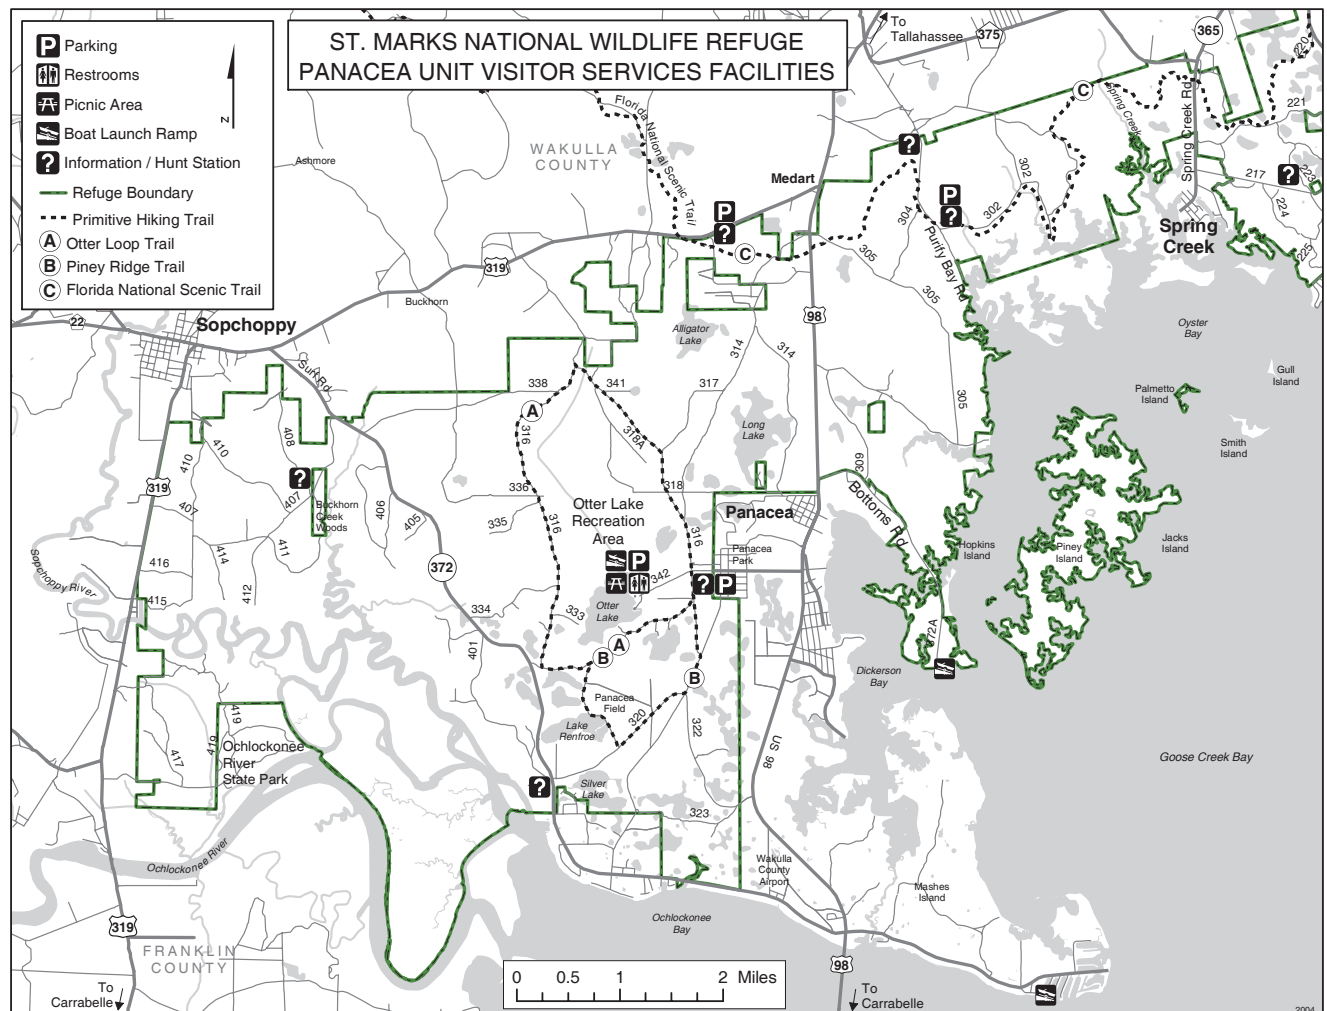 ST. MARKS NATIONAL WILDLIFE REFUGE
PANACEA UNIT VISITOR SERVICES FACILITIES
P Parking
Restrooms
Picnic Area
Boat Launch Ramp
? Information / Hunt Station
Refuge Boundary
Primitive Hiking Trail
A Otter Loop Trail
B Piney Ridge Trail
C Florida National Scenic Trail
N
To
Tallahassee
375
365
220
C
Spring Creek
Spring Creek Rd
221
Florida National Scenic Trail
WAKULLA
COUNTY
Ashmore
?
Medart
302
217
?
223
P
?
302
304
224
P
?
Spring
Creek
225
C
305
Purify Bay Rd
319
305
Buckhorn
22
Sopchoppy
98
Oyster
Bay
Alligator
Lake
314
314
Surf Rd
338
341
317
305
Gull
Island
Palmetto
Island
A
316
318A
Long
Lake
Smith
Island
410
410
408
309
?
319
407
407
336
318
Bottoms Rd
Buckhorn
Creek
Woods
406
405
335
316
Otter Lake
Recreation
Area
316
Panacea
Panacea
Park
Hopkins
Island
Piney
Island
Jacks
Island
416
414
411
412
372
P
342
? P
Sopchoppy River
415
334
333
Otter
Lake
372A
401
A
B
B
Dickerson
Bay
Panacea
Field
320
322
Lake
Renfroe
419
419
417
Ochlockonee
River
State Park
US 98
Goose Creek Bay
?
Silver
Lake
323
Ochlockonee River
Wakulla
County
Airport
Mashes
Island
Ochlockonee
Bay
319
FRANKLIN
COUNTY
98
To
Carrabelle
0 0.5 1 2 Miles
To
Carrabelle
2004